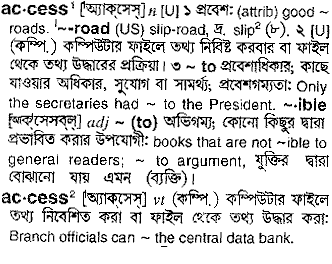 ac·cess¹ [অ্যাক্‌সেস্] n [U] ১ প্রবেশ: (attrib) good ~
roads. ¹~·road (US) slip-road, দ্র. slip² (৮). ২ [U]
(কম্পি.) কম্পিউটার ফাইলে তথ্য নিবিষ্ট করবার বা ফাইল
থেকে তথ্য উদ্ধারের প্রক্রিয়া। ৩ ~ to প্রবেশাধিকার; কাছে
যাওয়ার অধিকার, সুযোগ বা সামর্থ্য; প্রবেশগম্যতা: Only
the secretaries had ~ to the President. ~·ible
[অ্যাক্‌সেসব্‌ল্] adj ~ (to) অভিগম্য; কোনো কিছুর দ্বারা
প্রভাবিত করার উপযোগী: books that are not ~ible to
general readers; ~ to argument, যুক্তির দ্বারা
বোঝানো যায় এমন (ব্যক্তি)।
ac·cess² [অ্যাক্‌সেস্] vt (কম্পি.) কম্পিউটার ফাইলে
তথ্য নিবেশিত করা বা ফাইল থেকে তথ্য উদ্ধার করা:
Branch officials can ~ the central data bank.